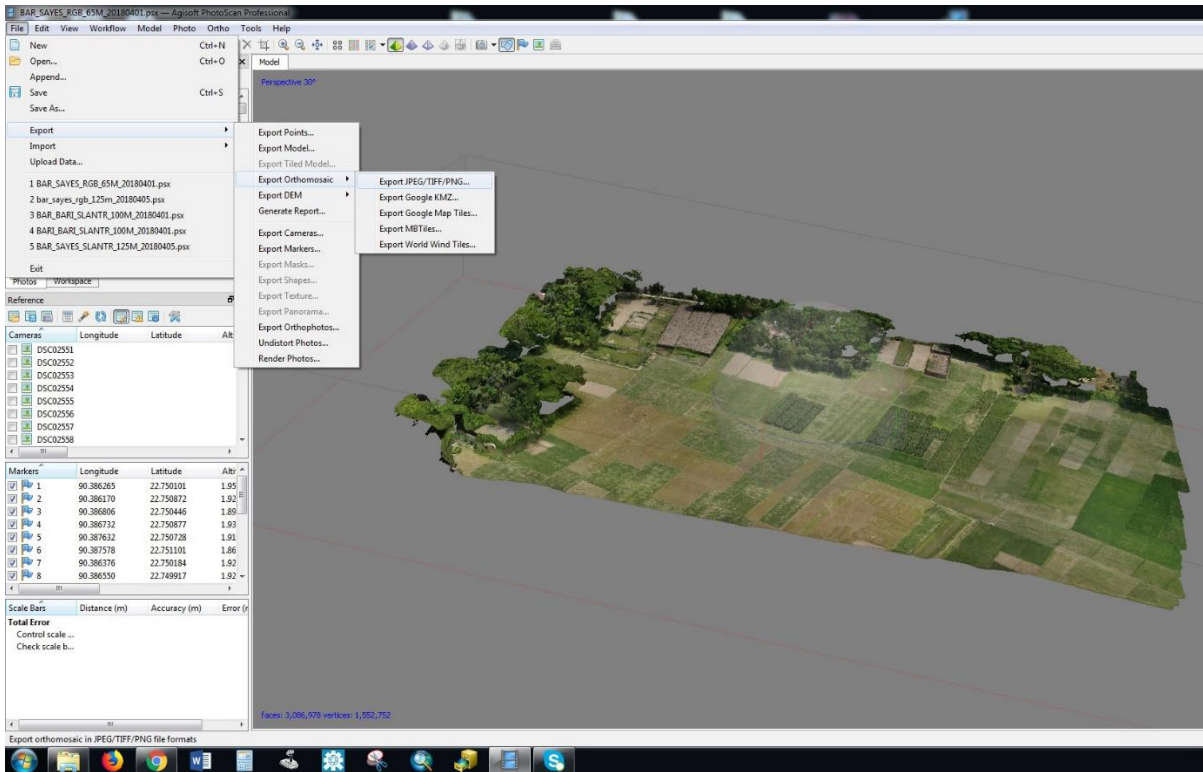 BAR_SAYES_RGB_65M_20180401.psx — Agisoft PhotoScan Professional
File Edit View Workflow Model Photo Ortho Tools Help
New Ctrl+N
Open... Ctrl+O
Append...
Save Ctrl+S
Save As...
Export
Import
Upload Data...
1 BAR_SAYES_RGB_65M_20180401.psx
2 bar_sayes_rgb_125m_20180405.psx
3 BAR_BARI_SLANTR_100M_20180401.psx
4 BARI_BARI_SLANTR_100M_20180401.psx
5 BAR_SAYES_SLANTR_125M_20180405.psx
Exit
Export Points...
Export Model...
Export Tiled Model...
Export Orthomosaic
Export DEM
Generate Report...
Export Cameras...
Export Markers...
Export Masks...
Export Shapes...
Export Texture...
Export Panorama...
Export Orthophotos...
Undistort Photos...
Render Photos...
Export JPEG/TIFF/PNG...
Export Google KMZ...
Export Google Map Tiles...
Export MBTiles...
Export World Wind Tiles...
Model
Perspective 30°
Photos Workspace
Reference
Cameras Longitude Latitude Alt
DSC02551
DSC02552
DSC02553
DSC02554
DSC02555
DSC02556
DSC02557
DSC02558
Markers Longitude Latitude Altr
1 90.386265 22.750101 1.95
2 90.386170 22.750872 1.92
3 90.386806 22.750446 1.89
4 90.386732 22.750877 1.93
5 90.387632 22.750728 1.91
6 90.387578 22.751101 1.86
7 90.386376 22.750184 1.92
8 90.386550 22.749917 1.92
Scale Bars Distance (m) Accuracy (m) Error (r
Total Error
Control scale ...
Check scale b...
faces: 3,086,978 vertices: 1,552,752
Export orthomosaic in JPEG/TIFF/PNG file formats